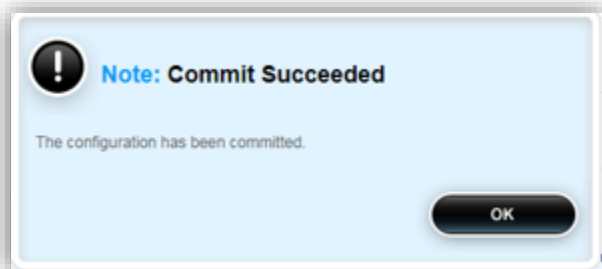 Note: Commit Succeeded
The configuration has been committed.
OK